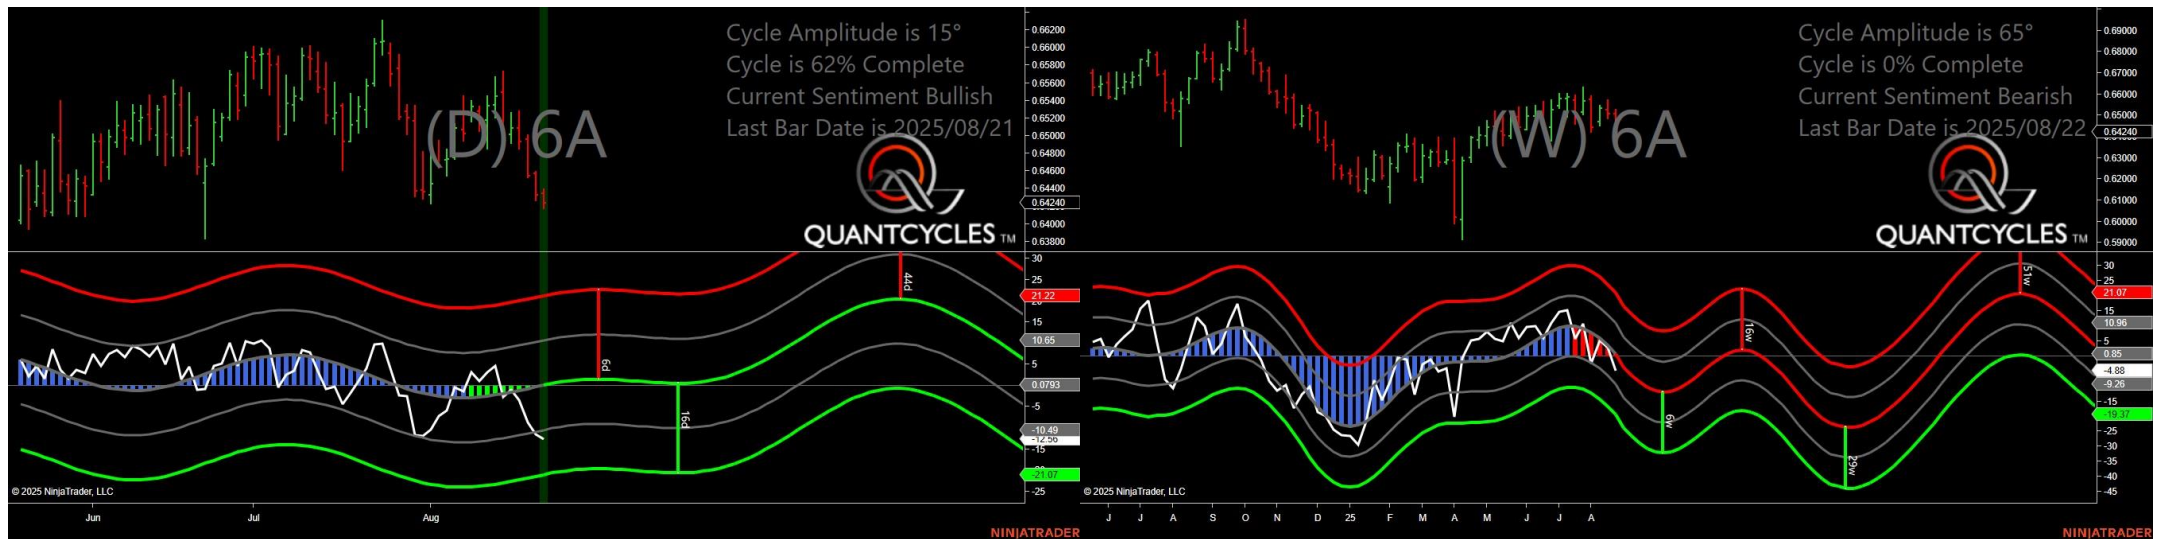 Cycle Amplitude is 15°
Cycle is 62% Complete
Current Sentiment Bullish
Last Bar Date is 2025/08/21
(D) 6A
QUANTCYCLES TM
0.66200
0.66000
0.65800
0.65600
0.65400
0.65200
0.65000
0.64800
0.64600
0.64400
0.64240
0.64000
0.63800
44d
6d
16d
30
25
21.22
15
10.65
5
0.0793
-5
-10.49
-12.56
-15
-21.07
-25
© 2025 NinjaTrader, LLC
Jun
Jul
Aug
NINJATRADER
Cycle Amplitude is 65°
Cycle is 0% Complete
Current Sentiment Bearish
Last Bar Date is 2025/08/22
(W) 6A
QUANTCYCLES TM
0.69000
0.68000
0.67000
0.66000
0.65000
0.64240
0.63000
0.62000
0.61000
0.60000
0.59000
51w
16w
6w
29w
30
25
21.07
15
10.96
5
0.85
-4.88
-9.26
-15
-19.37
-25
-30
-35
-40
-45
© 2025 NinjaTrader, LLC
J
J
A
S
O
N
D
25
F
M
A
M
J
J
A
NINJATRADER